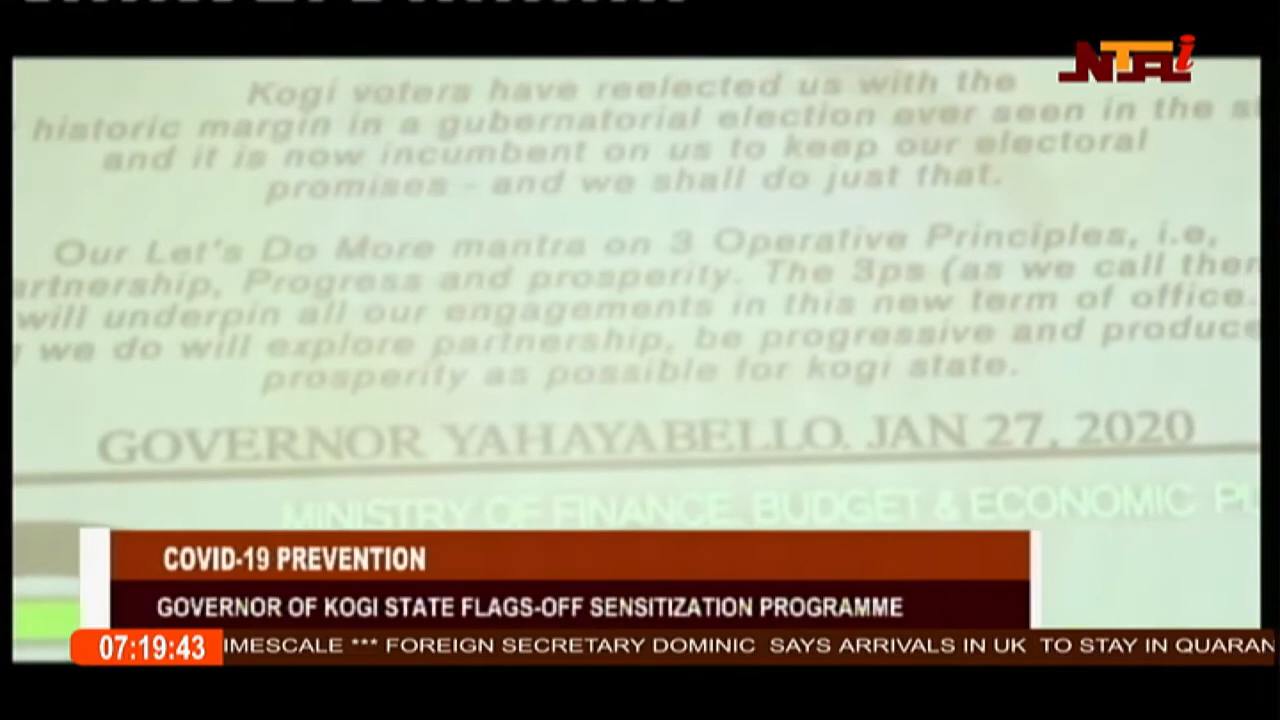 NTAi
Kogi voters have reelected us with the
historic margin in a gubernatorial election ever seen in the st
and it is now incumbent on us to keep our electoral
promises - and we shall do just that.
Our Let's Do More mantra on 3 Operative Principles, i.e,
artnership, Progress and prosperity. The 3ps (as we call them
will underpin all our engagements in this new term of office.
g we do will explore partnership, be progressive and produce
prosperity as possible for kogi state.
GOVERNOR YAHAYABELLO. JAN 27, 2020
MINISTRY OF FINANCE, BUDGET & ECONOMIC PL
COVID-19 PREVENTION
GOVERNOR OF KOGI STATE FLAGS-OFF SENSITIZATION PROGRAMME
07:19:43 IMESCALE *** FOREIGN SECRETARY DOMINIC SAYS ARRIVALS IN UK TO STAY IN QUARAN